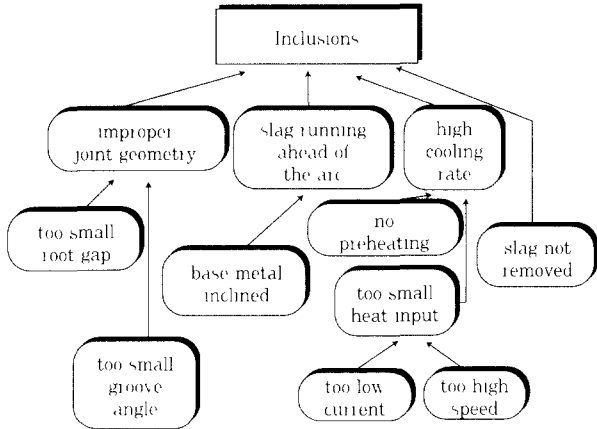 Inclusions
improper
joint geometry
slag running
ahead of
the arc
high
cooling
rate
too small
root gap
no
preheating
slag not
removed
base metal
inclined
too small
heat input
too small
groove
angle
too low
current
too high
speed